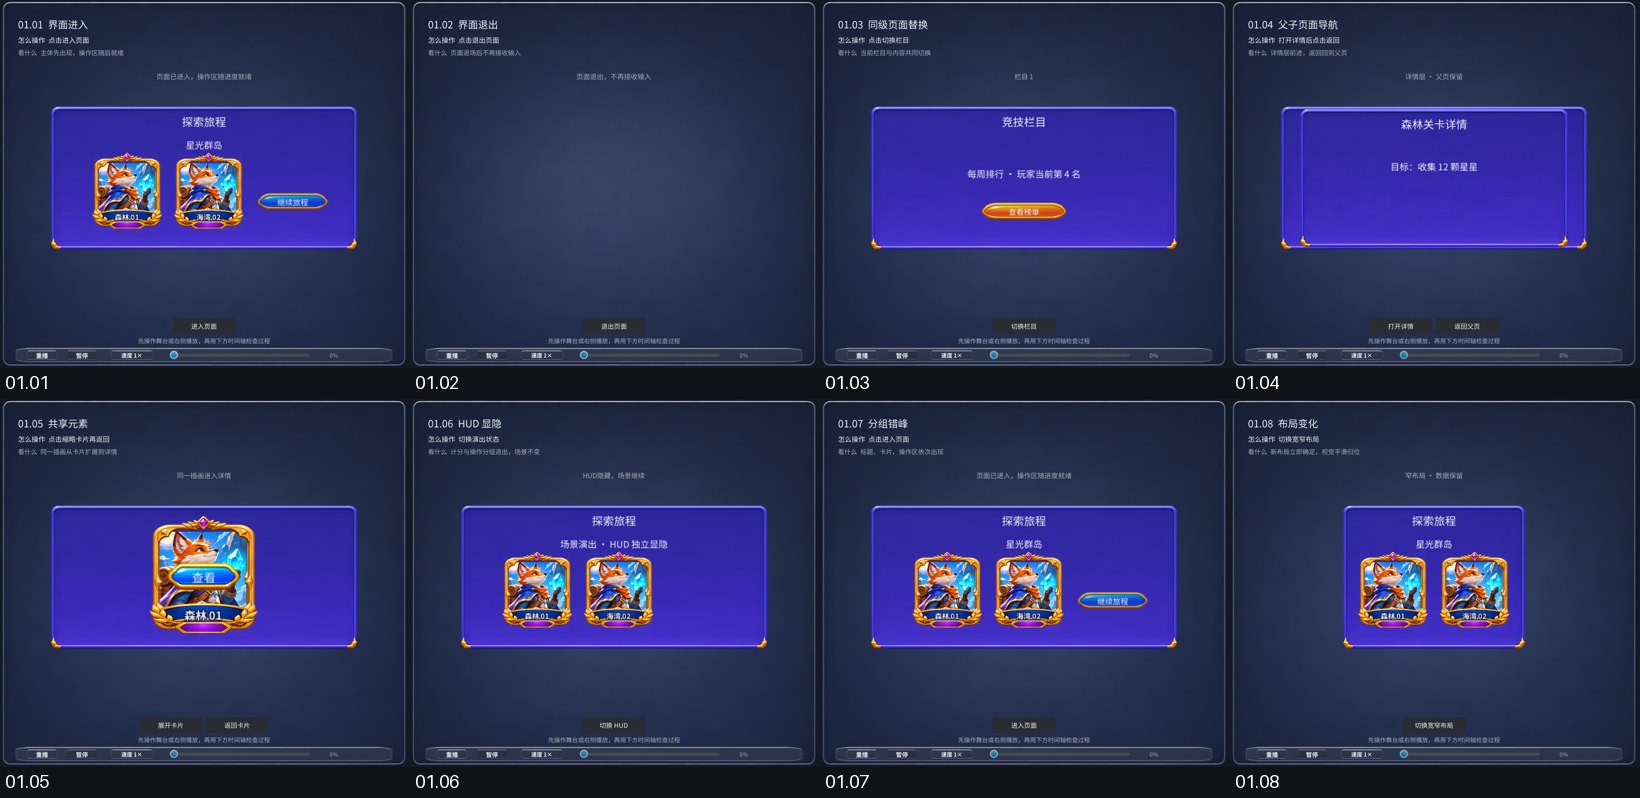 01.01 界面进入
怎么操作 点击进入页面
看什么 主体先出现，操作区随后就绪
页面已进入，操作区随进度就绪
探索旅程
星光群岛
森林.01
海湾.02
继续旅程
进入页面
先操作舞台或右侧播放，再用下方时间轴检查过程
重播 暂停 速度 1× 0%
01.01
01.02 界面退出
怎么操作 点击退出页面
看什么 页面退场后不再接收输入
页面退出，不再接收输入
退出页面
先操作舞台或右侧播放，再用下方时间轴检查过程
重播 暂停 速度 1× 0%
01.02
01.03 同级页面替换
怎么操作 点击切换栏目
看什么 当前栏目与内容共同切换
栏目 1
竞技栏目
每周排行 · 玩家当前第 4 名
查看榜单
切换栏目
先操作舞台或右侧播放，再用下方时间轴检查过程
重播 暂停 速度 1× 0%
01.03
01.04 父子页面导航
怎么操作 打开详情后点击返回
看什么 详情层前进，返回回到父页
详情层 · 父页保留
森林关卡详情
目标：收集 12 颗星星
打开详情 返回父页
先操作舞台或右侧播放，再用下方时间轴检查过程
重播 暂停 速度 1× 0%
01.04
01.05 共享元素
怎么操作 点击缩略卡片再返回
看什么 同一插画从卡片扩展到详情
同一插画进入详情
查看
森林.01
展开卡片 返回卡片
先操作舞台或右侧播放，再用下方时间轴检查过程
重播 暂停 速度 1× 0%
01.05
01.06 HUD 显隐
怎么操作 切换演出状态
看什么 计分与操作分组退出，场景不变
HUD隐藏，场景继续
探索旅程
场景演出 · HUD 独立显隐
森林.01
海湾.02
切换 HUD
先操作舞台或右侧播放，再用下方时间轴检查过程
重播 暂停 速度 1× 0%
01.06
01.07 分组错峰
怎么操作 点击进入页面
看什么 标题、卡片、操作区依次出现
页面已进入，操作区随进度就绪
探索旅程
星光群岛
森林.01
海湾.02
继续旅程
进入页面
先操作舞台或右侧播放，再用下方时间轴检查过程
重播 暂停 速度 1× 0%
01.07
01.08 布局变化
怎么操作 切换宽窄布局
看什么 新布局立即确定，视觉平滑归位
窄布局 · 数据保留
探索旅程
星光群岛
森林.01
海湾.02
切换宽窄布局
先操作舞台或右侧播放，再用下方时间轴检查过程
重播 暂停 速度 1× 0%
01.08